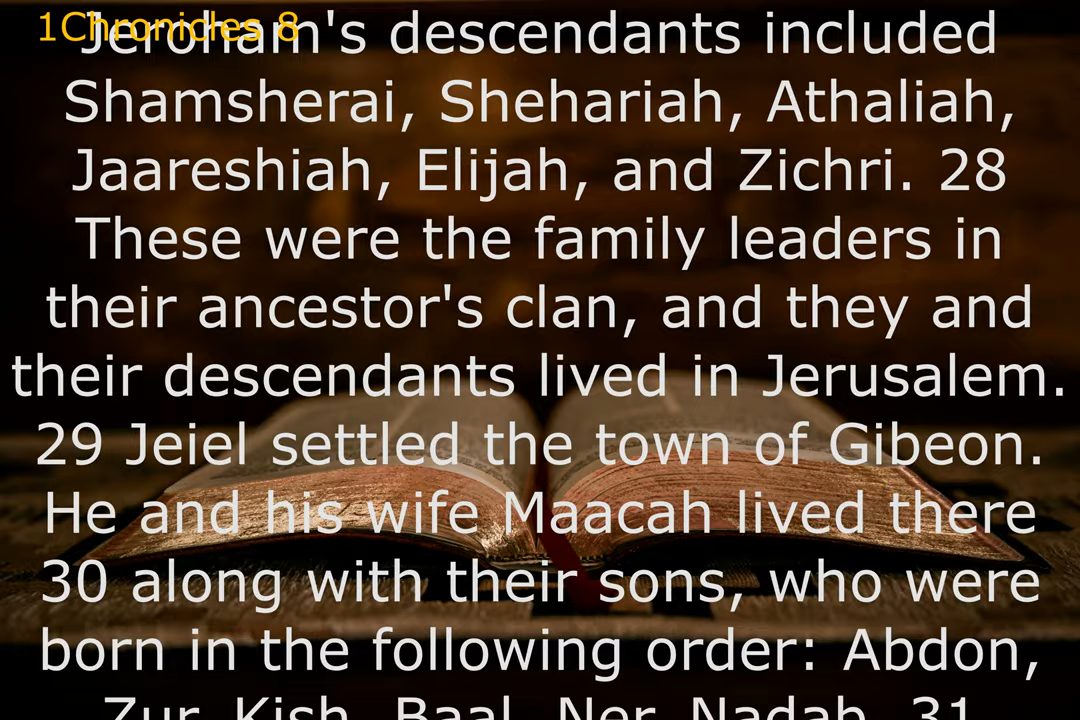 1Chronicles 8
Jeroham's descendants included
Shamsherai, Shehariah, Athaliah,
Jaareshiah, Elijah, and Zichri. 28
These were the family leaders in
their ancestor's clan, and they and
their descendants lived in Jerusalem.
29 Jeiel settled the town of Gibeon.
He and his wife Maacah lived there
30 along with their sons, who were
born in the following order: Abdon,
Zur, Kish, Baal, Ner, Nadab, 31